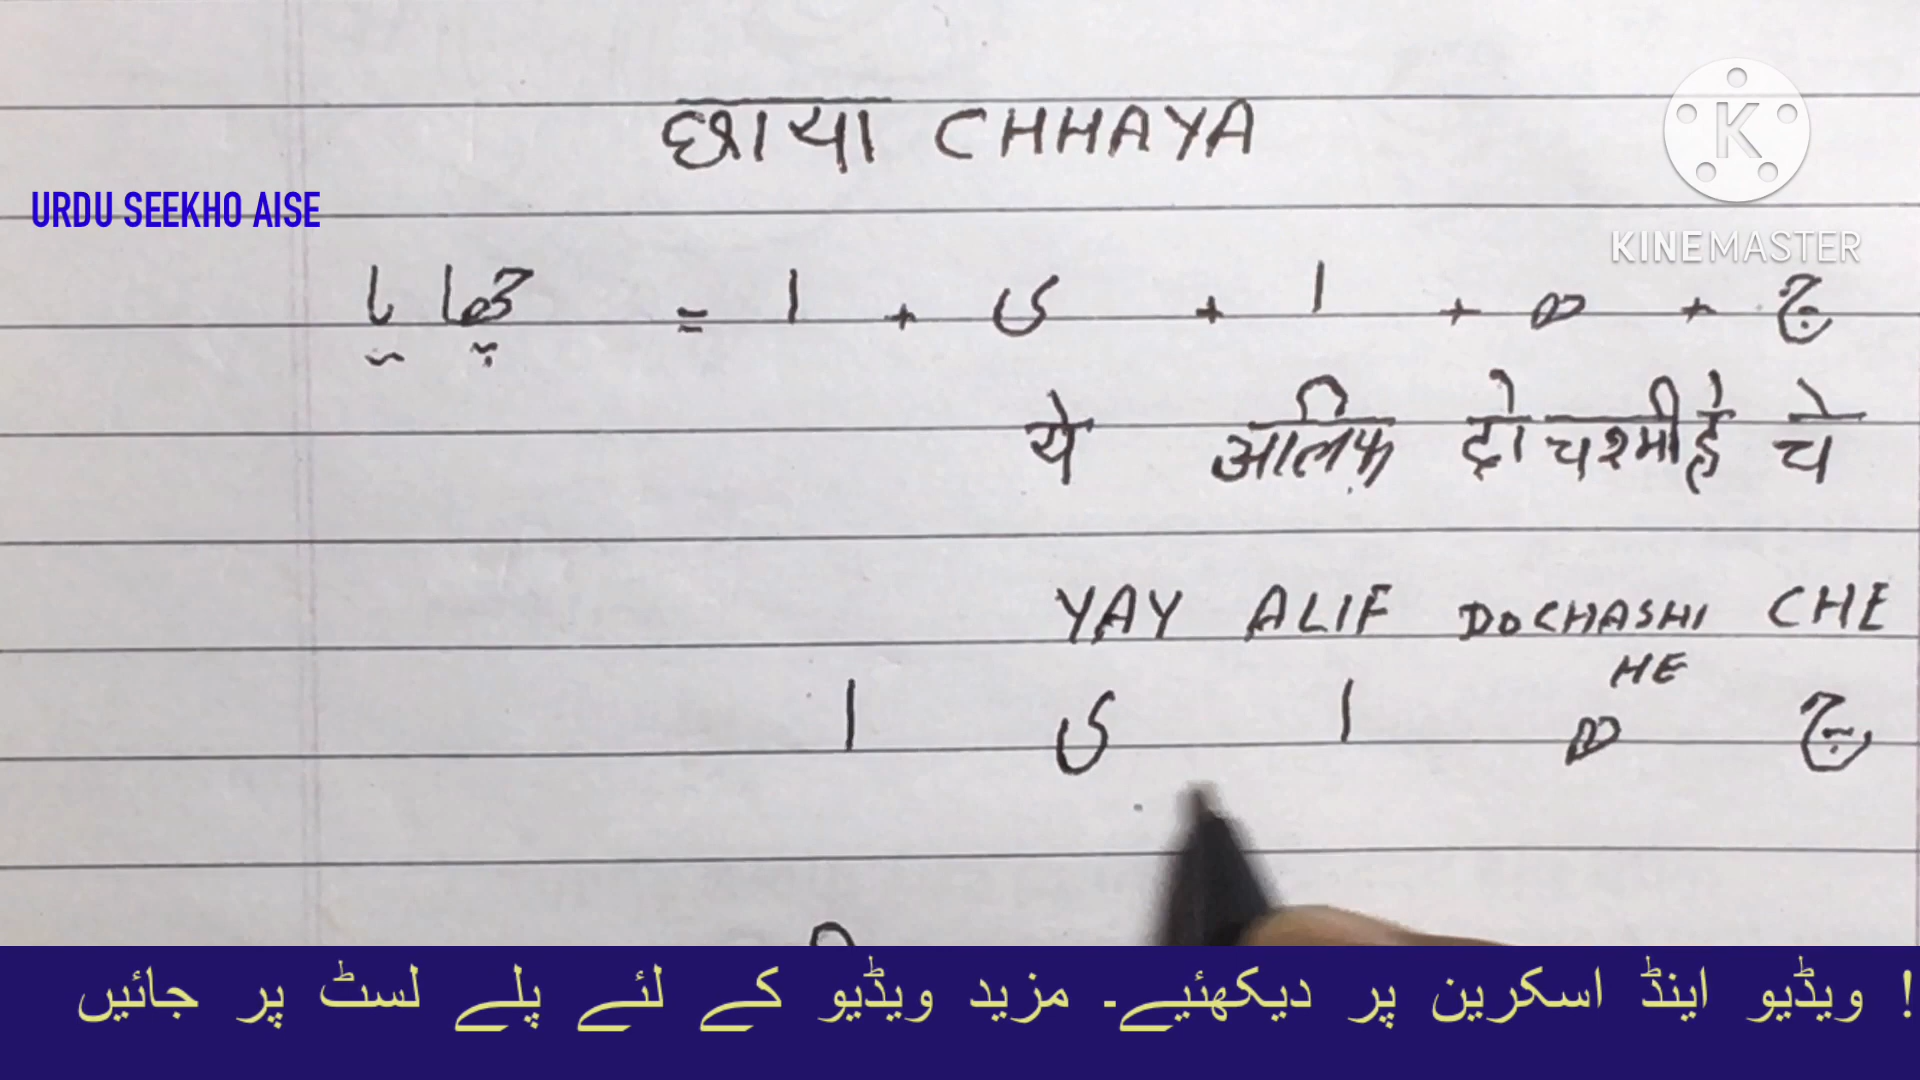 छाया CHHAYA
KINEMASTER
URDU SEEKHO AISE
چ + ھ + ا + ی + ا = چھایا
ये अलिफ दो चश्मी हे चे
YAY ALIF DOCHASHI CHE
HE
چ ھ ا ی ا
! ویڈیو اینڈ اسکرین پر دیکھئیے۔ مزید ویڈیو کے لئے پلے لسٹ پر جائیں